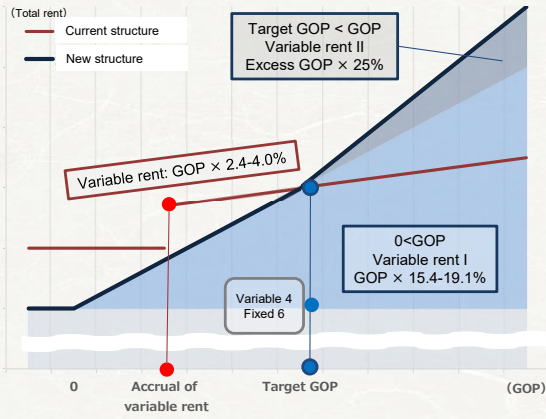 (Total rent)
Current structure
New structure
Target GOP < GOP
Variable rent II
Excess GOP × 25%
Variable rent: GOP × 2.4-4.0%
0<GOP
Variable rent I
GOP × 15.4-19.1%
Variable 4
Fixed 6
0
Accrual of
variable rent
Target GOP
(GOP)